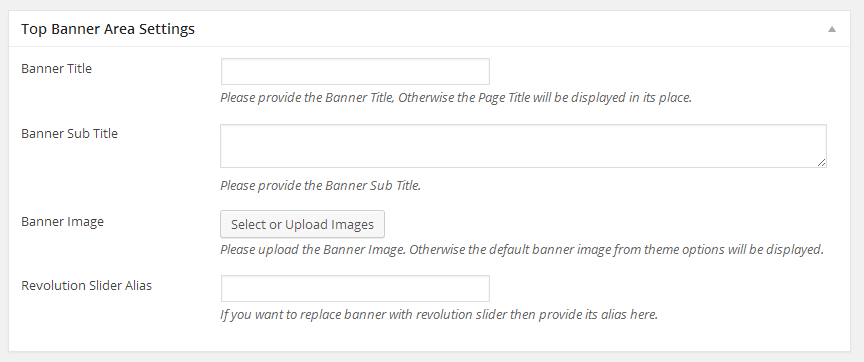 Top Banner Area Settings
Banner Title
Please provide the Banner Title, Otherwise the Page Title will be displayed in its place.
Banner Sub Title
Please provide the Banner Sub Title.
Banner Image
Select or Upload Images
Please upload the Banner Image. Otherwise the default banner image from theme options will be displayed.
Revolution Slider Alias
If you want to replace banner with revolution slider then provide its alias here.